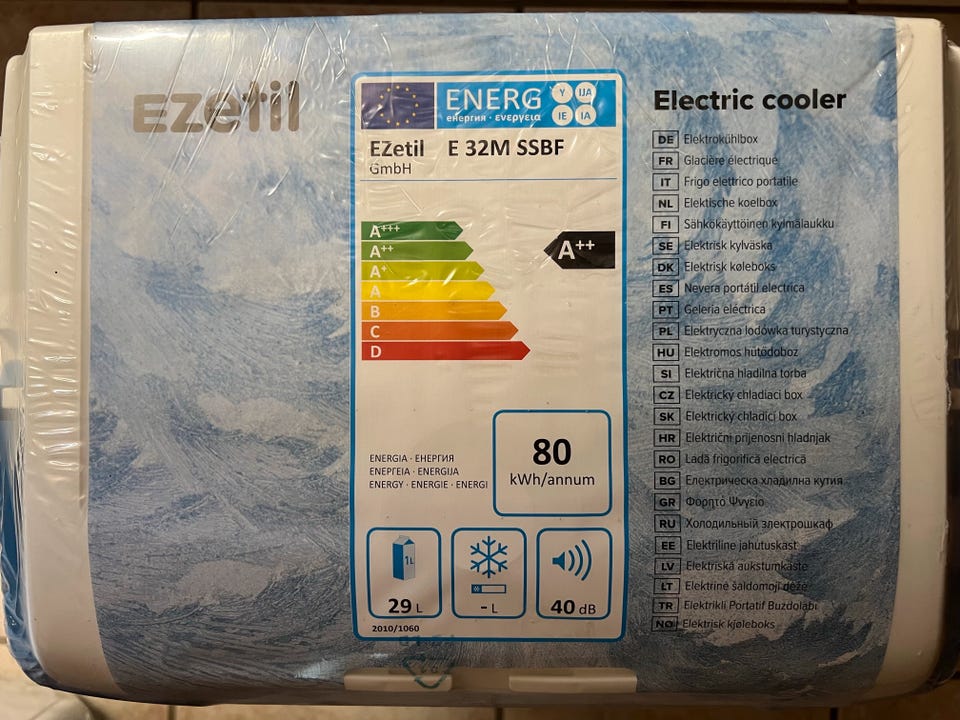 Ezetil
ENERG Y IJA
енергия · ενεργεια IE IA
EZetil E 32M SSBF
GmbH
A+++
A++
A+
A
B
C
D
A++
ENERGIA · ЕНЕРГИЯ
ΕΝΕΡΓΕΙΑ · ENERGIJA
ENERGY · ENERGIE · ENERGI
80
kWh/annum
1L
29 L
- L
40 dB
2010/1060
Electric cooler
DE Elektrokühlbox
FR Glacière électrique
IT Frigo elettrico portatile
NL Elektische koelbox
FI Sähkökäyttöinen kylmälaukku
SE Elektrisk kylväska
DK Elektrisk køleboks
ES Nevera portátil electrica
PT Geleria eléctrica
PL Elektryczna lodówka turystyczna
HU Elektromos hűtődoboz
SI Električna hladilna torba
CZ Elektrický chladiaci box
SK Elektrický chladicí box
HR Električni prijenosni hladnjak
RO Ladă frigorifică electrică
BG Електрическа хладилна кутия
GR Φορητό Ψυγείο
RU Холодильный электрошкаф
EE Elektriline jahutuskast
LV Elektriskā aukstumkaste
LT Elektrinė šaldomoji dėžė
TR Elektrikli Portatif Buzdolabı
NO Elektrisk kjøleboks